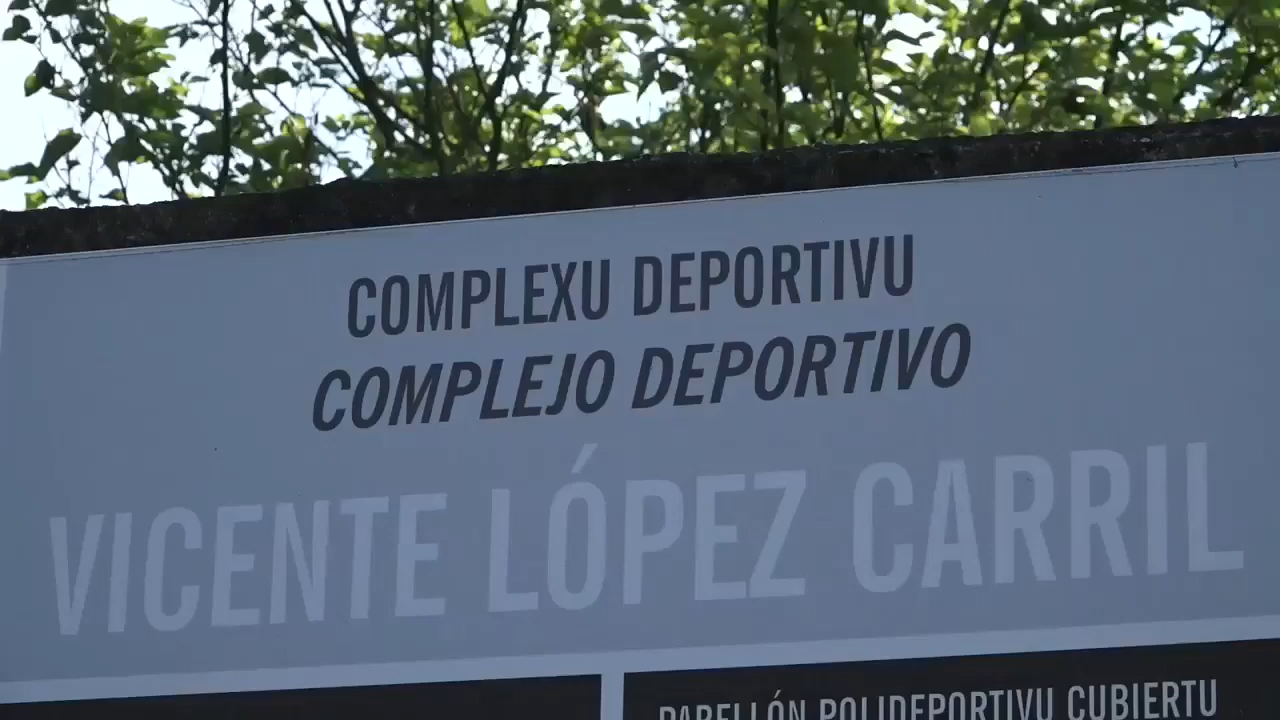 COMPLEXU DEPORTIVU
COMPLEJO DEPORTIVO
VICENTE LÓPEZ CARRIL
PABELLÓN POLIDEPORTIVU CUBIERTU